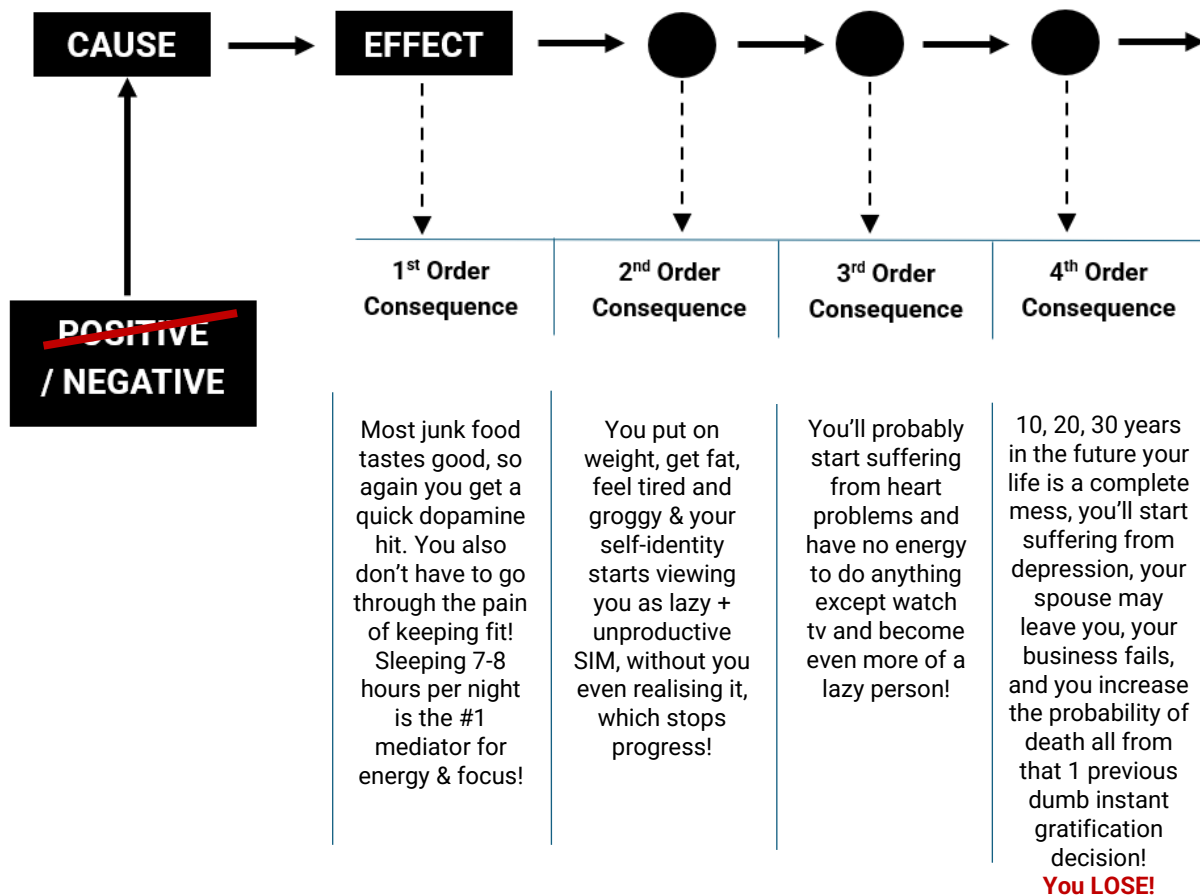 CAUSE
EFFECT
1st Order
Consequence
2nd Order
Consequence
3rd Order
Consequence
4th Order
Consequence
POSITIVE
/ NEGATIVE
Most junk food
tastes good, so
again you get a
quick dopamine
hit. You also
don’t have to go
through the pain
of keeping fit!
Sleeping 7-8
hours per night
is the #1
mediator for
energy & focus!
You put on
weight, get fat,
feel tired and
groggy & your
self-identity
starts viewing
you as lazy +
unproductive
SIM, without you
even realising it,
which stops
progress!
You’ll probably
start suffering
from heart
problems and
have no energy
to do anything
except watch
tv and become
even more of a
lazy person!
10, 20, 30 years
in the future your
life is a complete
mess, you’ll start
suffering from
depression, your
spouse may
leave you, your
business fails,
and you increase
the probability of
death all from
that 1 previous
dumb instant
gratification
decision!
You LOSE!